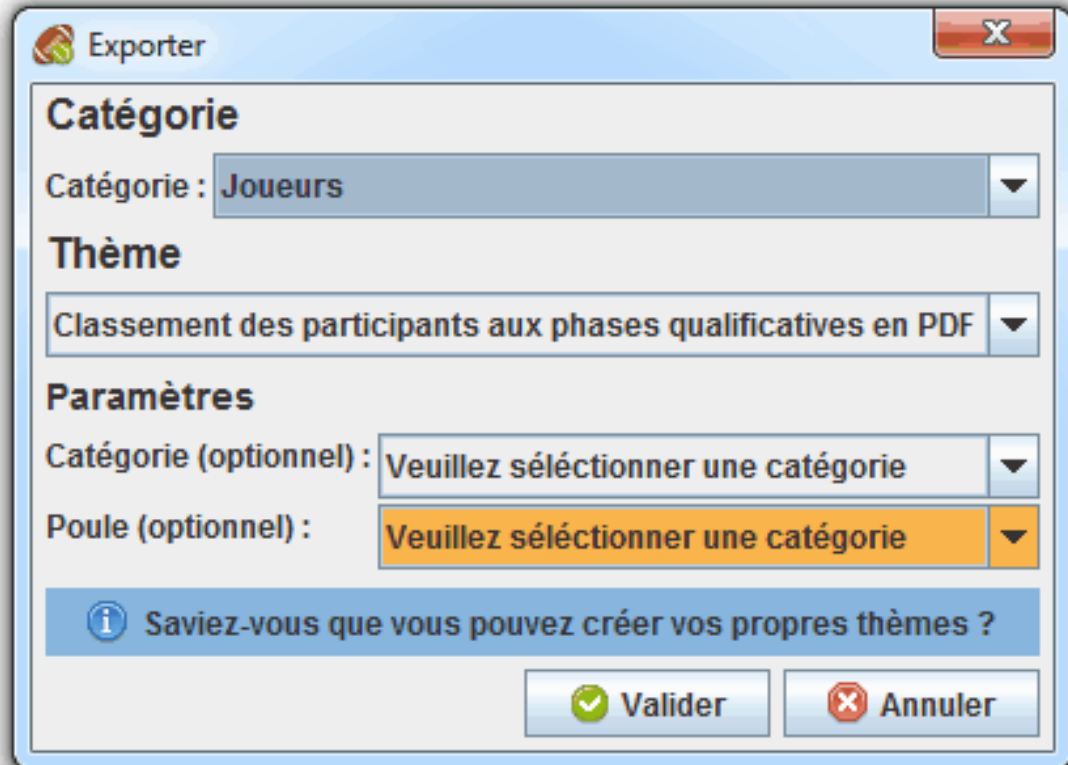 Exporter
Catégorie
Catégorie : Joueurs
Thème
Classement des participants aux phases qualificatives en PDF
Paramètres
Catégorie (optionnel) : Veuillez séléctionner une catégorie
Poule (optionnel) : Veuillez séléctionner une catégorie
Saviez-vous que vous pouvez créer vos propres thèmes ?
Valider Annuler